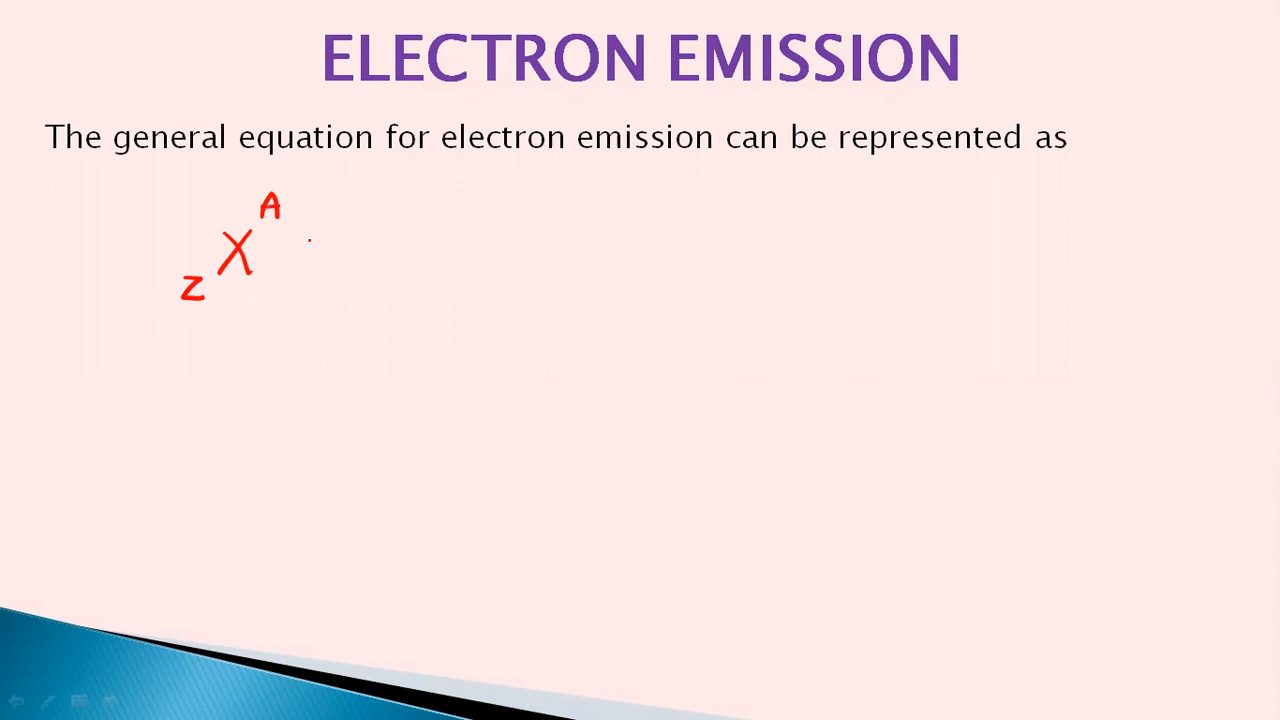 ELECTRON EMISSION
The general equation for electron emission can be represented as
A
X
Z